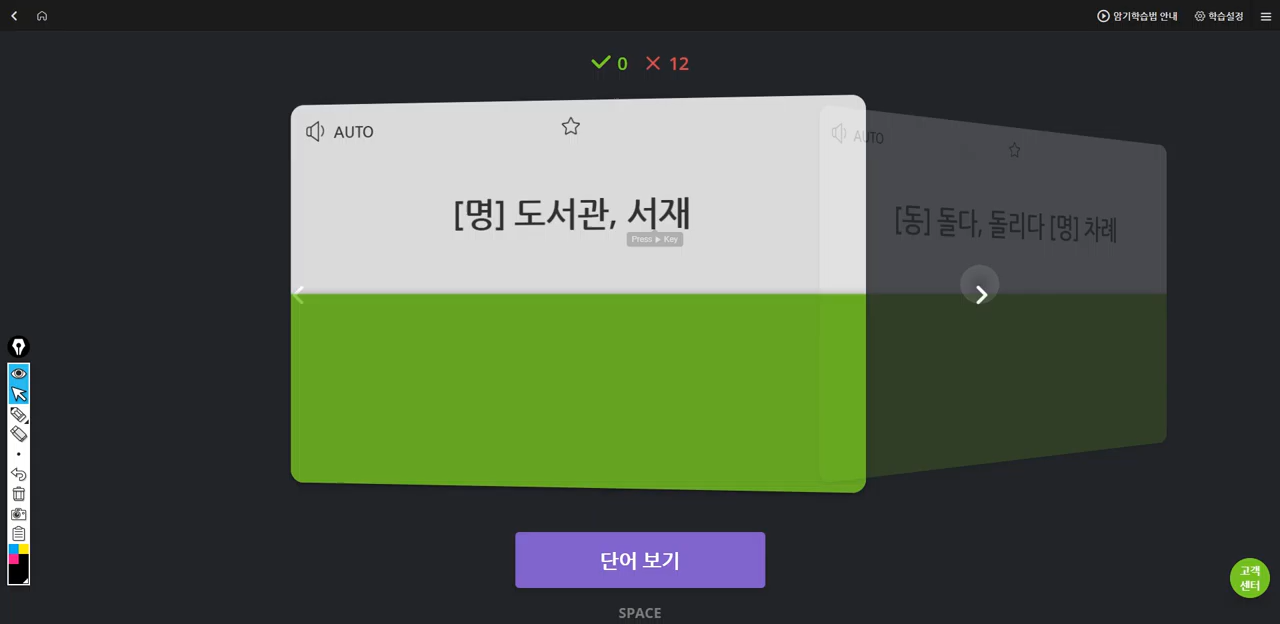 암기학습법 안내 학습설정
0 12
AUTO
[명] 도서관, 서재
Press ▶ Key
AUTO
[동] 돌다, 돌리다 [명] 차례
단어 보기
SPACE
고객
센터